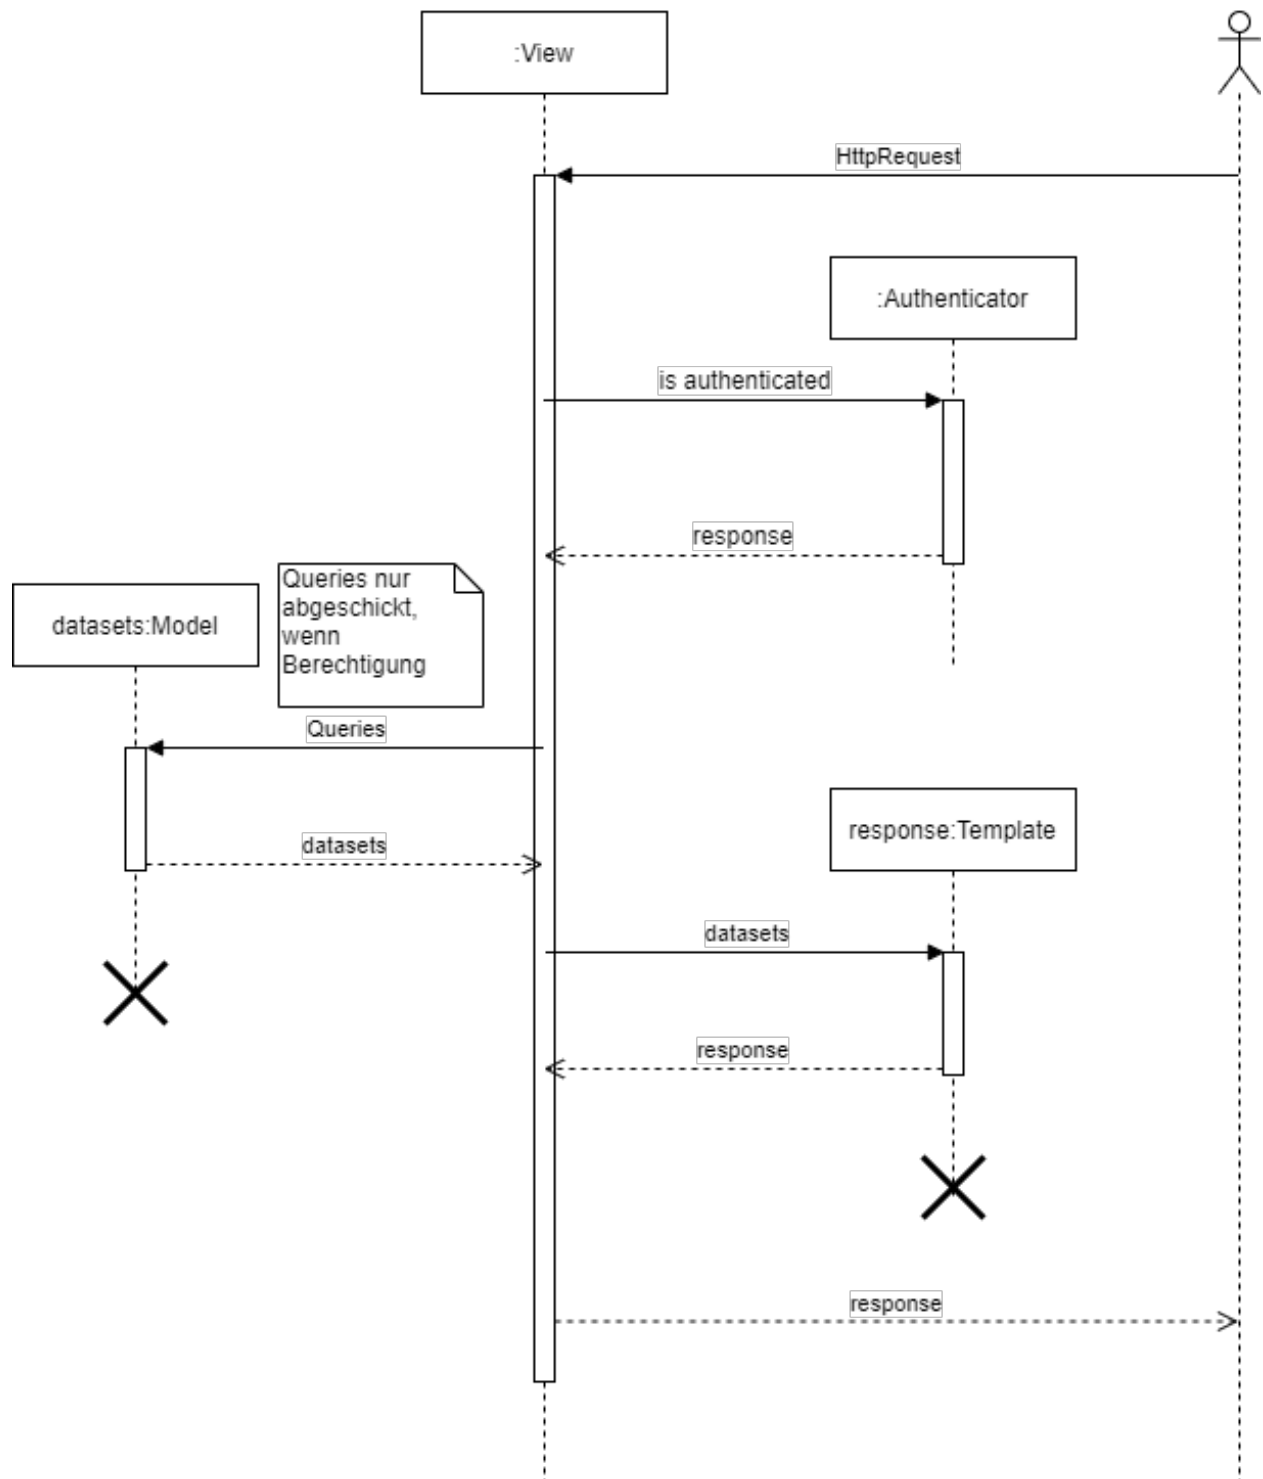 :View
HttpRequest
:Authenticator
is authenticated
response
Queries nur
abgeschickt,
wenn
Berechtigung
datasets:Model
Queries
response:Template
datasets
datasets
response
response